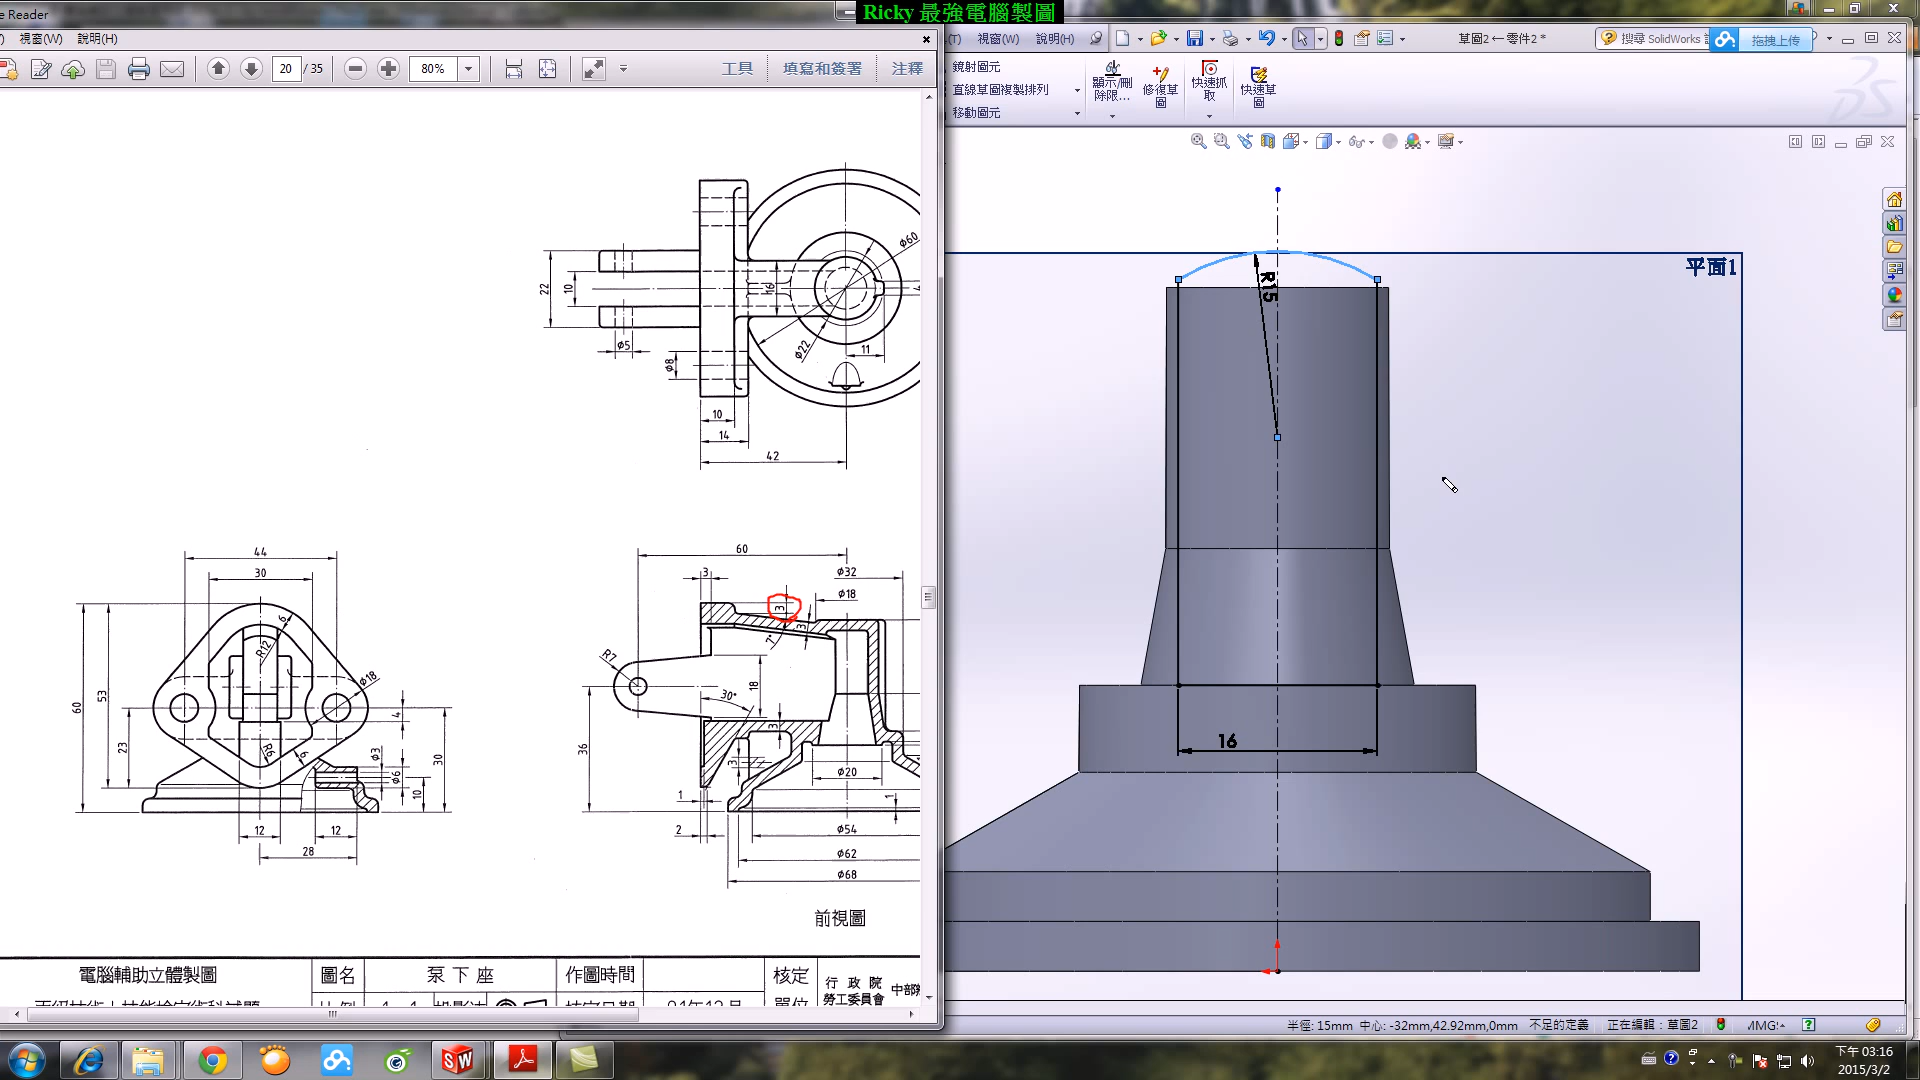 e Reader
Ricky 最強電腦製圖
視窗(W) 說明(H)
20 / 35
80%
工具 填寫和簽署 注釋
22
10
Φ5
Φ8
16
Φ22
Φ60
11
10
14
42
44
30
60
53
23
R12
6
Φ18
4
R6
6
Φ3
Φ6
10
30
12
12
28
60
3
Φ32
Φ18
3
3
7°
R7
18
30°
36
3
3
Φ20
1
1
2
Φ54
Φ62
Φ68
前視圖
電腦輔助立體製圖 圖名 泵下座 作圖時間 核定
行政院
勞工委員會
(T) 視窗(W) 說明(H)
草圖2 ← 零件2 *
搜尋 SolidWorks
拖拽上传
鏡射圖元
直線草圖複製排列
移動圖元
顯示/刪除限...
修復草圖
快速抓取
快速草圖
平面1
R15
16
半徑: 15mm 中心: -32mm,42.92mm,0mm 不足的定義 正在編輯：草圖2
下午 03:16
2015/3/2